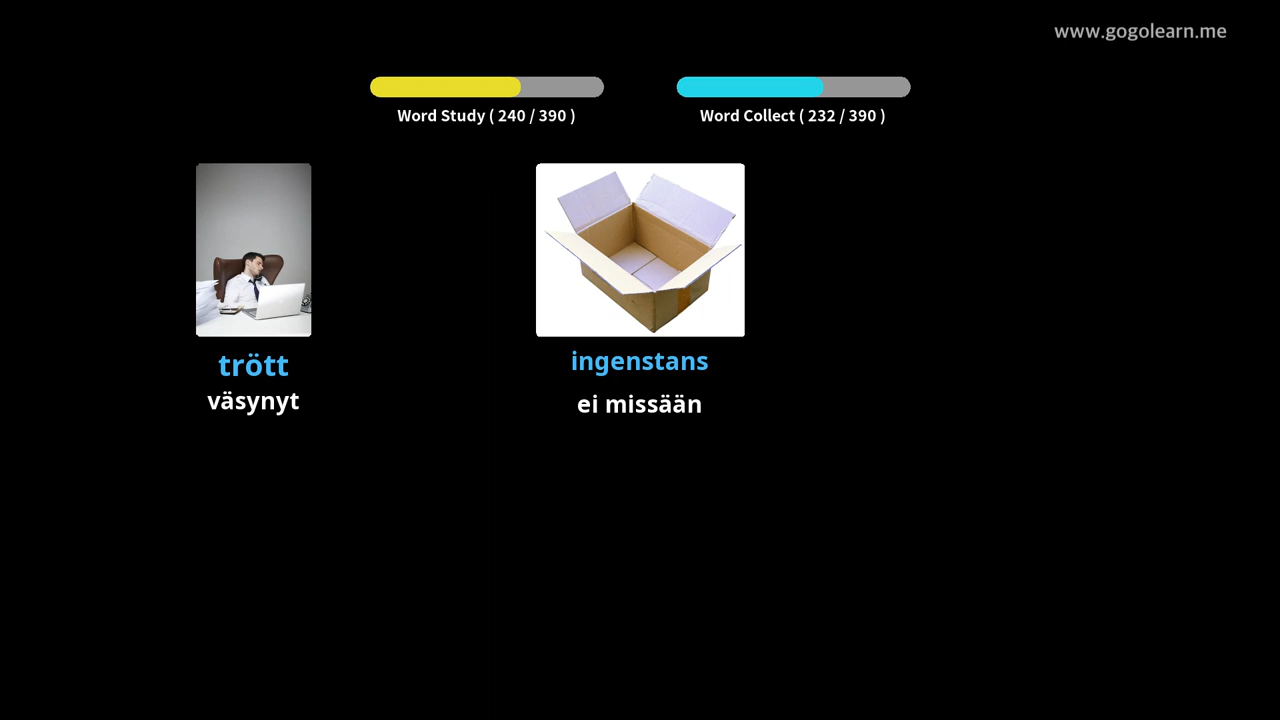 www.gogolearn.me
Word Study ( 240 / 390 )
Word Collect ( 232 / 390 )
trött
väsynyt
ingenstans
ei missään